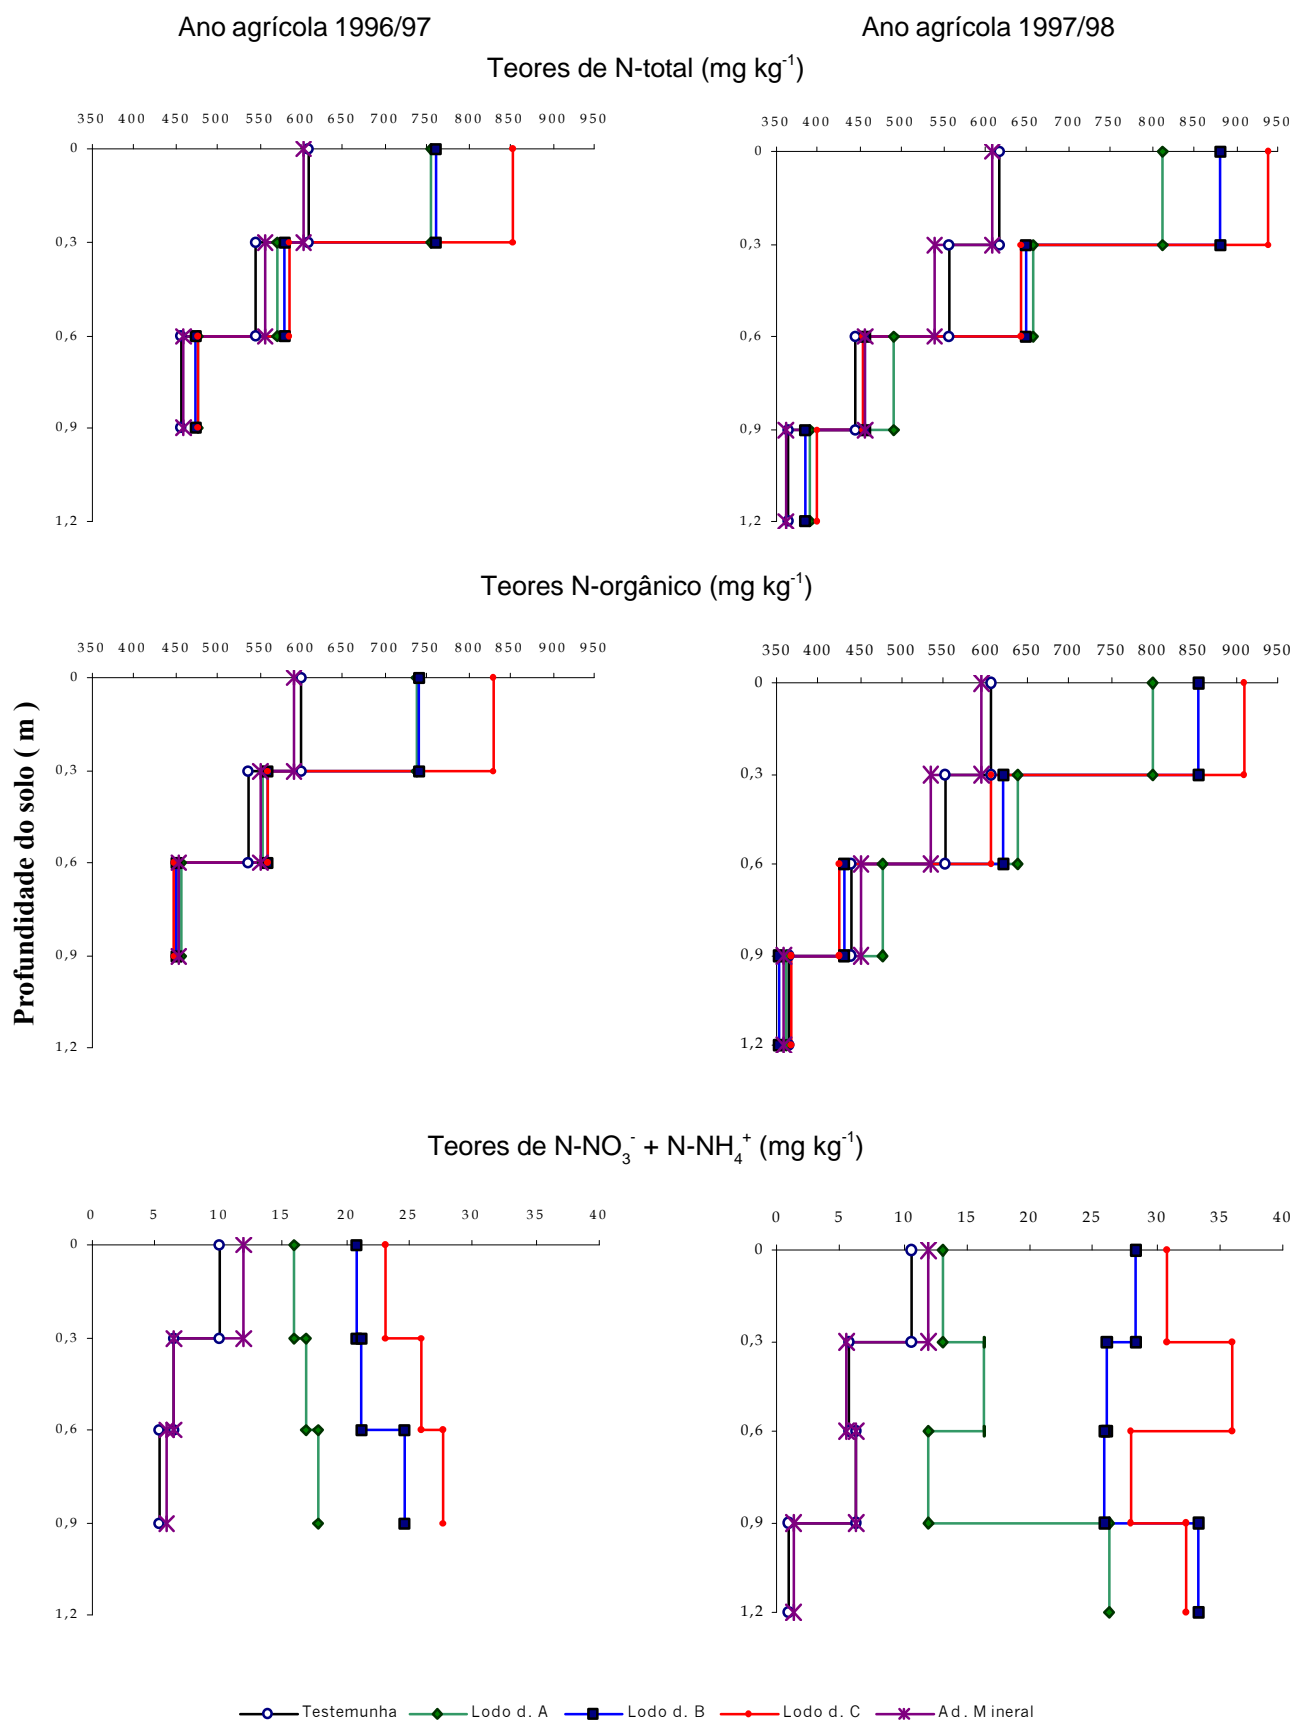 Ano agrícola 1996/97 Ano agrícola 1997/98
Teores de N-total (mg kg⁻¹)
350 400 450 500 550 600 650 700 750 800 850 900 950 350 400 450 500 550 600 650 700 750 800 850 900 950
0 0
0,3 0,3
0,6 0,6
0,9 0,9
1,2 1,2
Teores N-orgânico (mg kg⁻¹)
350 400 450 500 550 600 650 700 750 800 850 900 950 350 400 450 500 550 600 650 700 750 800 850 900 950
0 0
0,3 0,3
0,6 0,6
0,9 0,9
1,2 1,2
Profundidade do solo ( m )
Teores de N-NO₃⁻ + N-NH₄⁺ (mg kg⁻¹)
0 5 10 15 20 25 30 35 40 0 5 10 15 20 25 30 35 40
0 0
0,3 0,3
0,6 0,6
0,9 0,9
1,2 1,2
Testemunha Lodo d. A Lodo d. B Lodo d. C Ad. Mineral